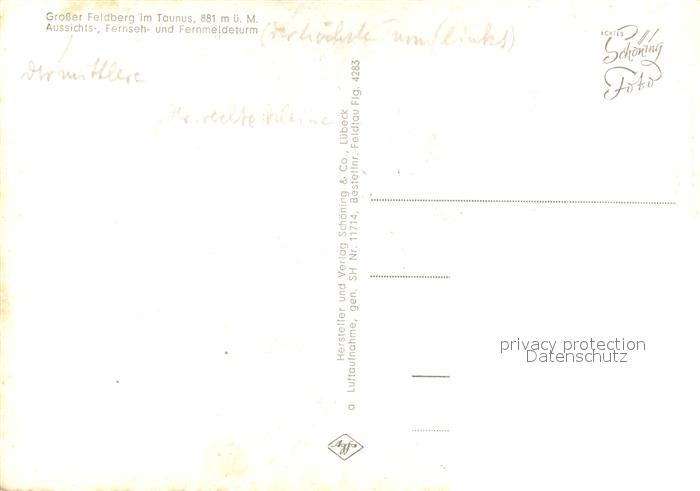 Großer Feldberg im Taunus, 881 m ü. M.
Aussichts-, Fernseh- und Fernmeldeturm
(der höchste Turm (links)
der mittlere
der rechte kleine
ECHTES
Schöning
Foto
Hersteller und Verlag Schöning & Co., Lübeck
a Luftaufnahme, gen. SH Nr. 11714, Bestellnr. Feldtau Flg. 4283
privacy protection
Datenschutz
Agfa